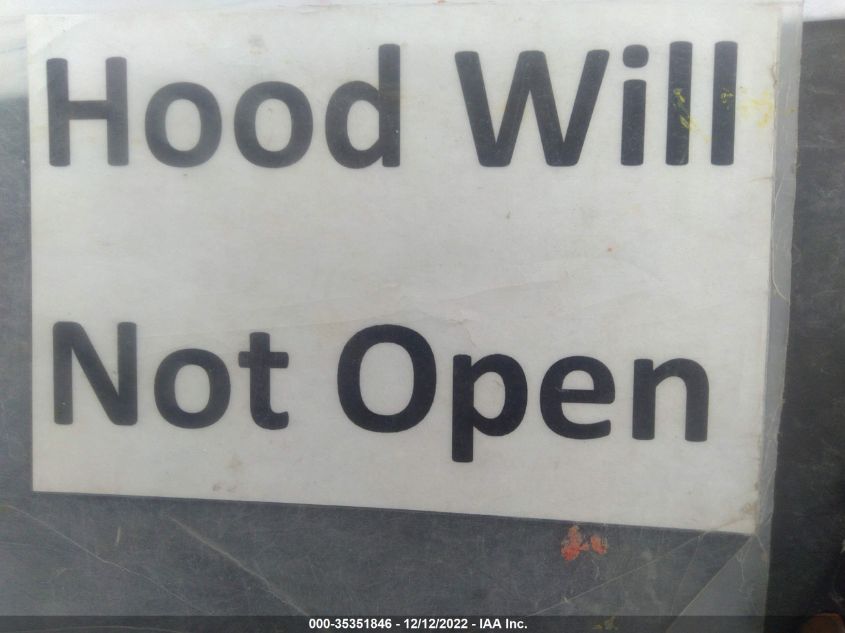 Hood Will
Not Open
000-35351846 - 12/12/2022 - IAA Inc.